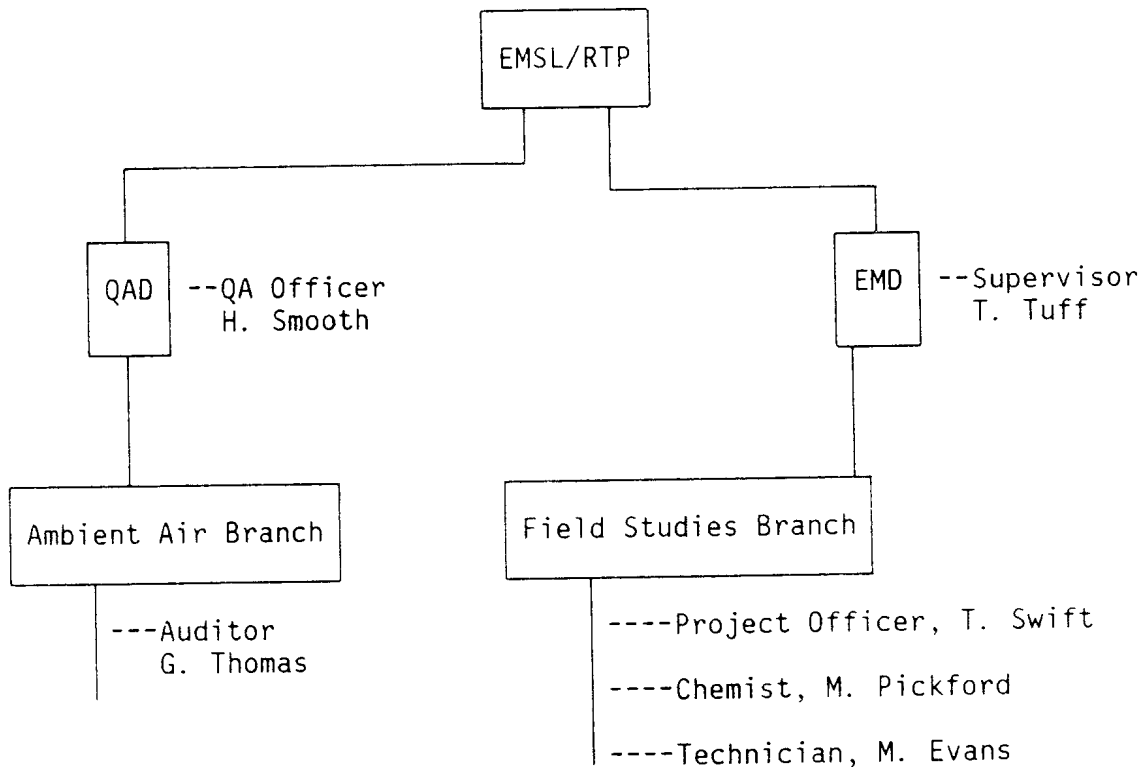 EMSL/RTP
QAD
--QA Officer
H. Smooth
EMD
--Supervisor
T. Tuff
Ambient Air Branch
---Auditor
G. Thomas
Field Studies Branch
----Project Officer, T. Swift
----Chemist, M. Pickford
----Technician, M. Evans